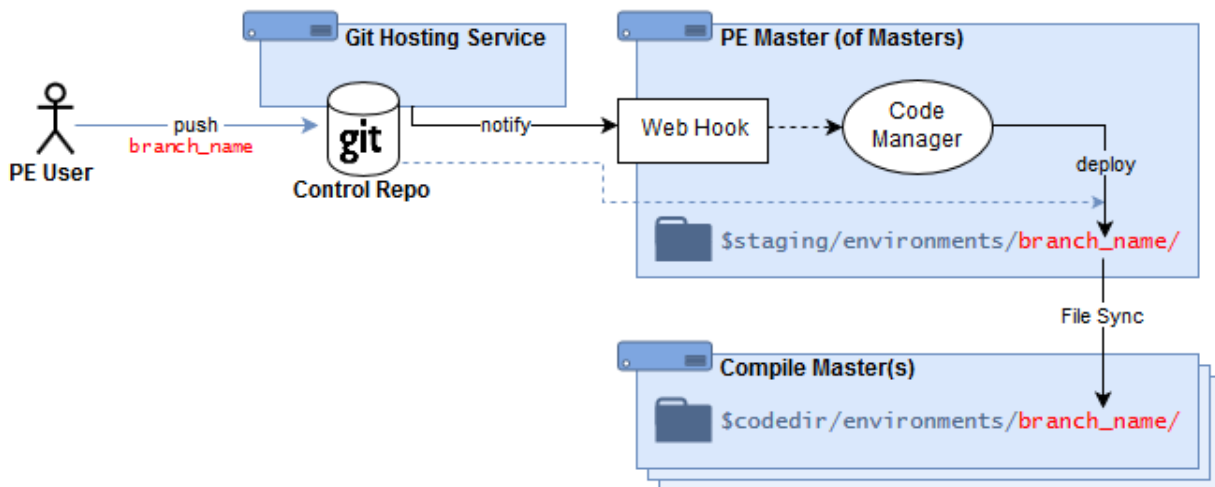 Git Hosting Service
PE Master (of Masters)
PE User
push
branch_name
git
Control Repo
notify
Web Hook
Code
Manager
deploy
$staging/environments/branch_name/
File Sync
Compile Master(s)
$codedir/environments/branch_name/